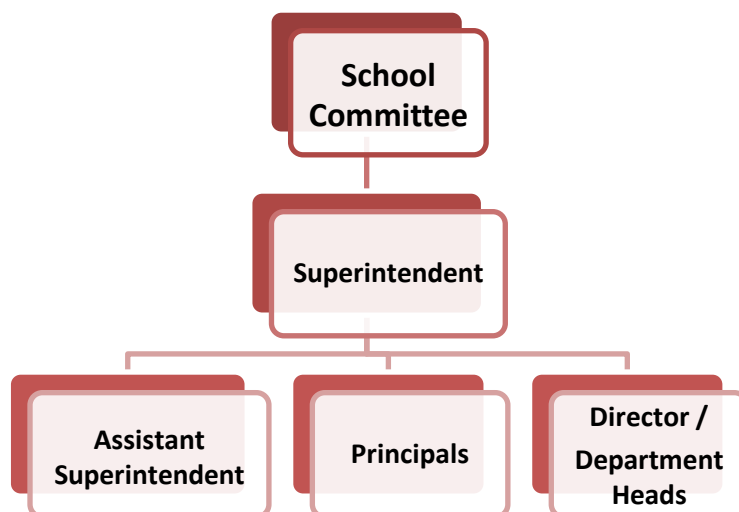 School
Committee
Superintendent
Assistant
Superintendent
Principals
Director /
Department
Heads